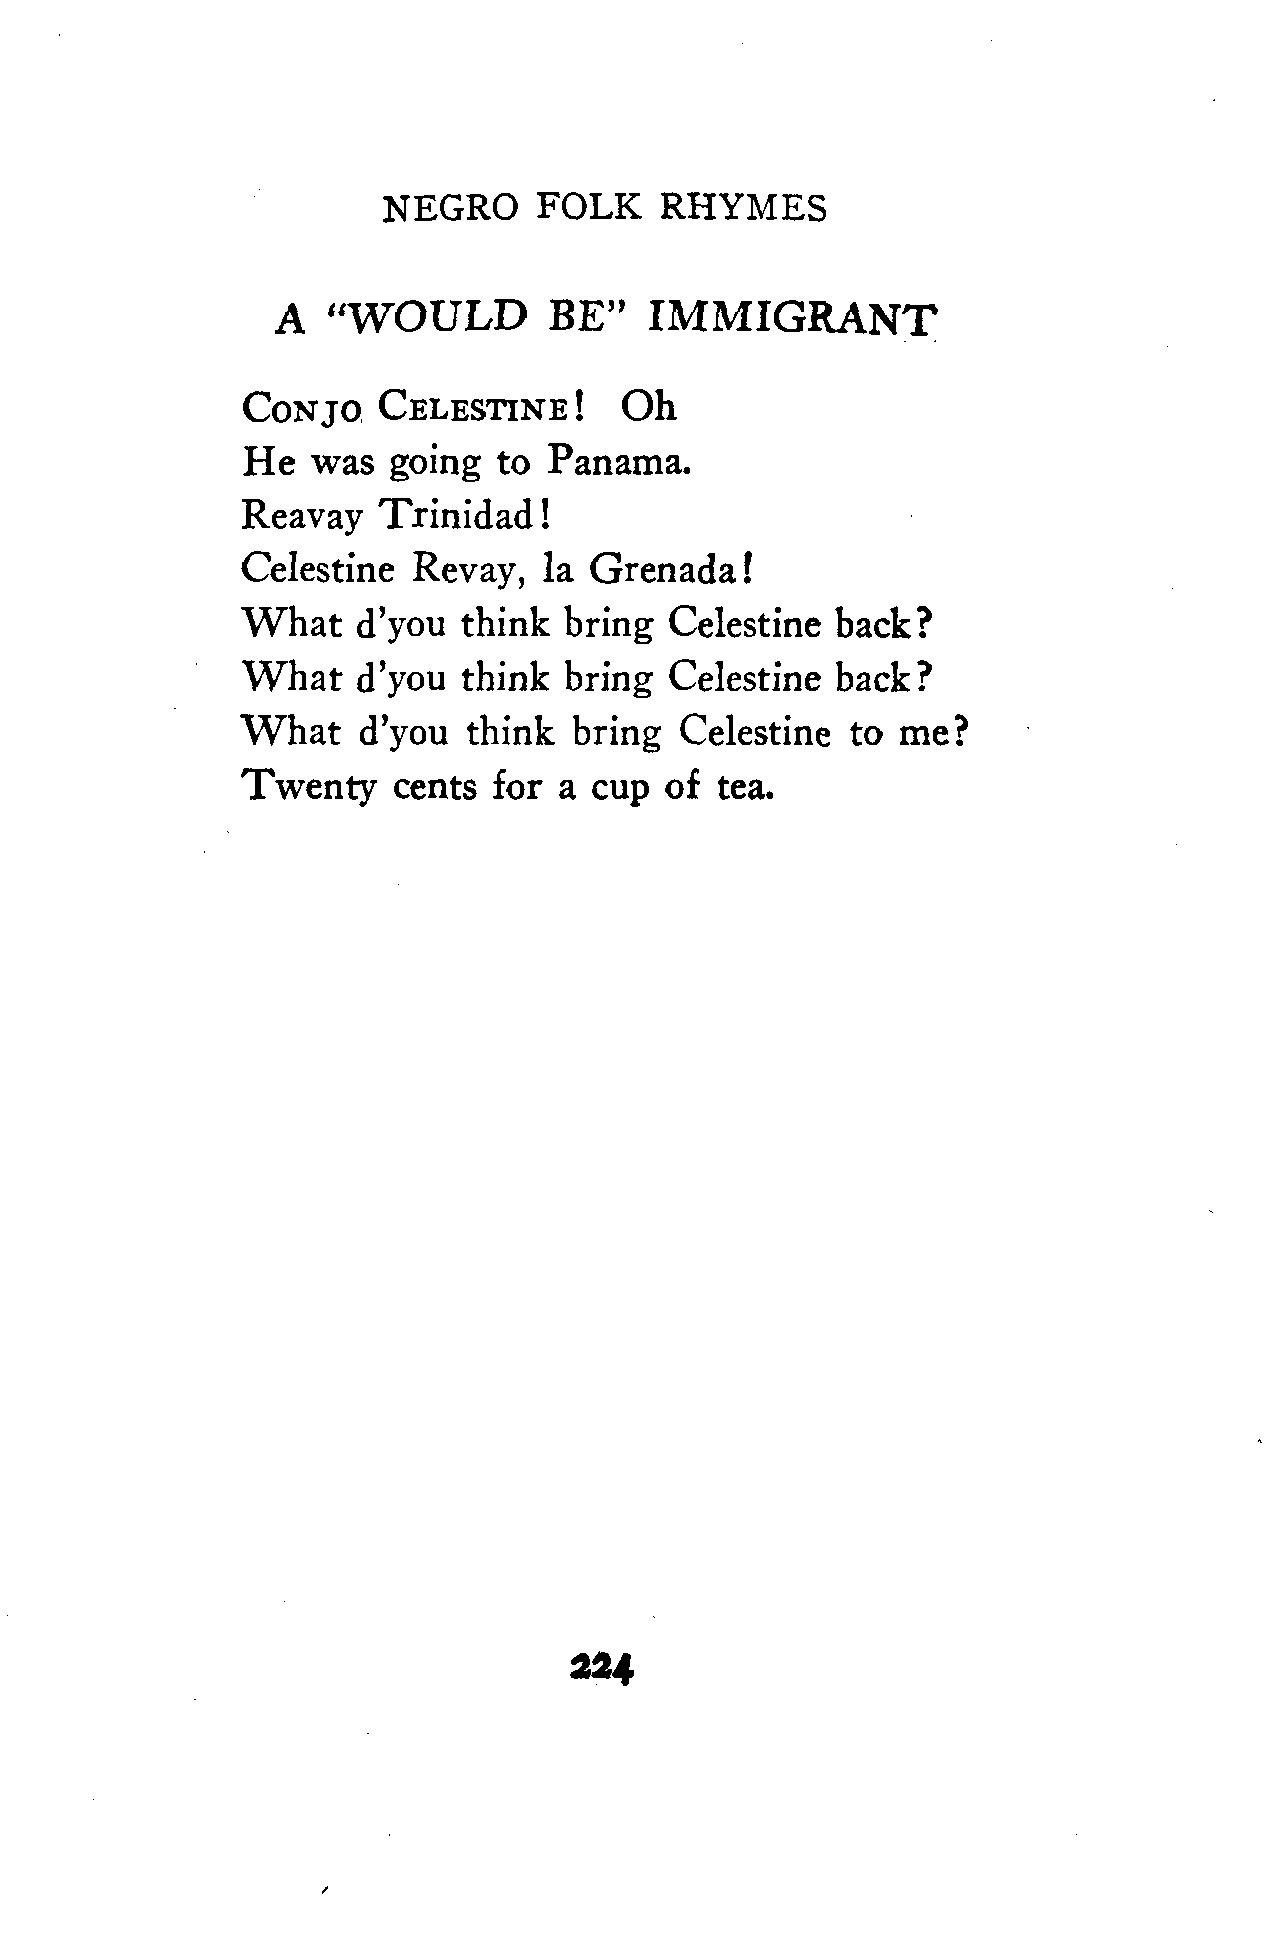 NEGRO FOLK RHYMES
A "WOULD BE" IMMIGRANT
CONJO CELESTINE! Oh
He was going to Panama.
Reavay Trinidad!
Celestine Revay, la Grenada!
What d'you think bring Celestine back?
What d'you think bring Celestine back?
What d'you think bring Celestine to me?
Twenty cents for a cup of tea.
224